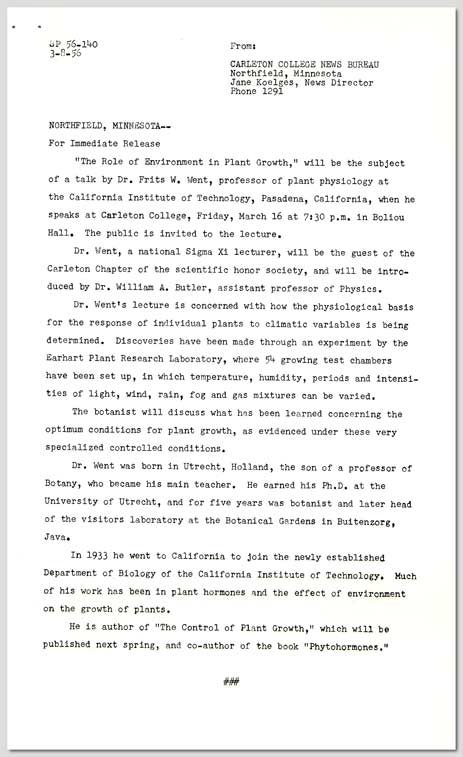 SP 56-140
3-8-56
From:
CARLETON COLLEGE NEWS BUREAU
Northfield, Minnesota
Jane Koelges, News Director
Phone 1291
NORTHFIELD, MINNESOTA--
For Immediate Release
"The Role of Environment in Plant Growth," will be the subject
of a talk by Dr. Frits W. Went, professor of plant physiology at
the California Institute of Technology, Pasadena, California, when he
speaks at Carleton College, Friday, March 16 at 7:30 p.m. in Boliou
Hall. The public is invited to the lecture.
Dr. Went, a national Sigma Xi lecturer, will be the guest of the
Carleton Chapter of the scientific honor society, and will be intro-
duced by Dr. William A. Butler, assistant professor of Physics.
Dr. Went's lecture is concerned with how the physiological basis
for the response of individual plants to climatic variables is being
determined. Discoveries have been made through an experiment by the
Earhart Plant Research Laboratory, where 54 growing test chambers
have been set up, in which temperature, humidity, periods and intensi-
ties of light, wind, rain, fog and gas mixtures can be varied.
The botanist will discuss what has been learned concerning the
optimum conditions for plant growth, as evidenced under these very
specialized controlled conditions.
Dr. Went was born in Utrecht, Holland, the son of a professor of
Botany, who became his main teacher. He earned his Ph.D. at the
University of Utrecht, and for five years was botanist and later head
of the visitors laboratory at the Botanical Gardens in Buitenzorg,
Java.
In 1933 he went to California to join the newly established
Department of Biology of the California Institute of Technology. Much
of his work has been in plant hormones and the effect of environment
on the growth of plants.
He is author of "The Control of Plant Growth," which will be
published next spring, and co-author of the book "Phytohormones."
###